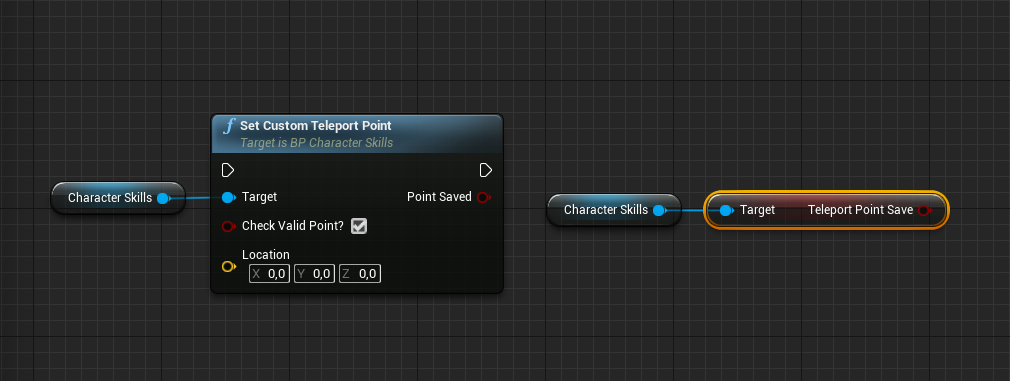 f Set Custom Teleport Point
Target is BP Character Skills
Character Skills
Target
Point Saved
Check Valid Point?
Location
X 0,0 Y 0,0 Z 0,0
Character Skills
Target
Teleport Point Save